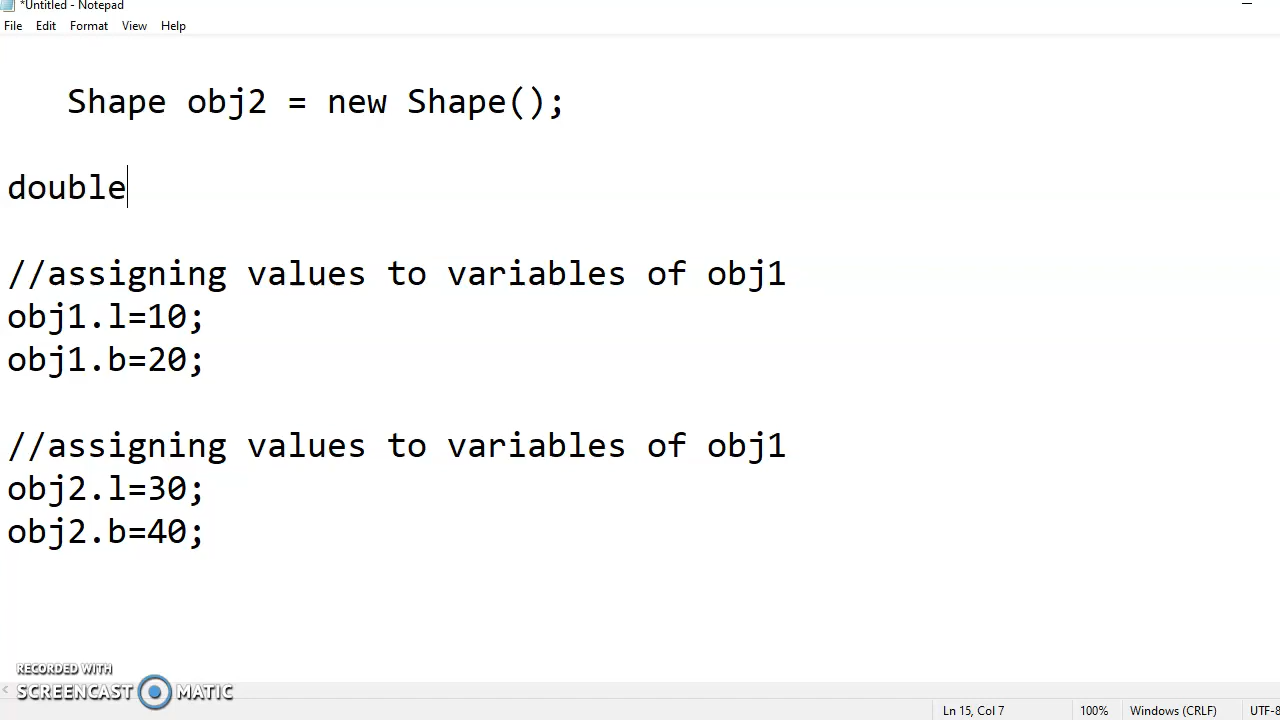 *Untitled - Notepad
File Edit Format View Help
Shape obj2 = new Shape();
double
//assigning values to variables of obj1
obj1.l=10;
obj1.b=20;
//assigning values to variables of obj1
obj2.l=30;
obj2.b=40;
RECORDED WITH
SCREENCAST MATIC
Ln 15, Col 7 100% Windows (CRLF) UTF-8